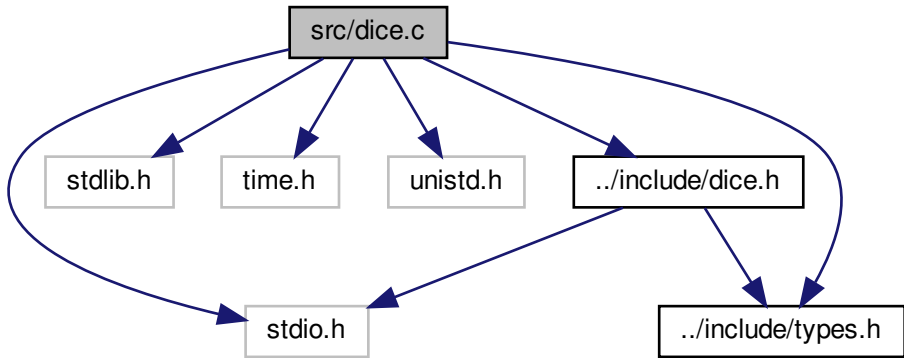 src/dice.c
stdlib.h
time.h
unistd.h
../include/dice.h
stdio.h
../include/types.h